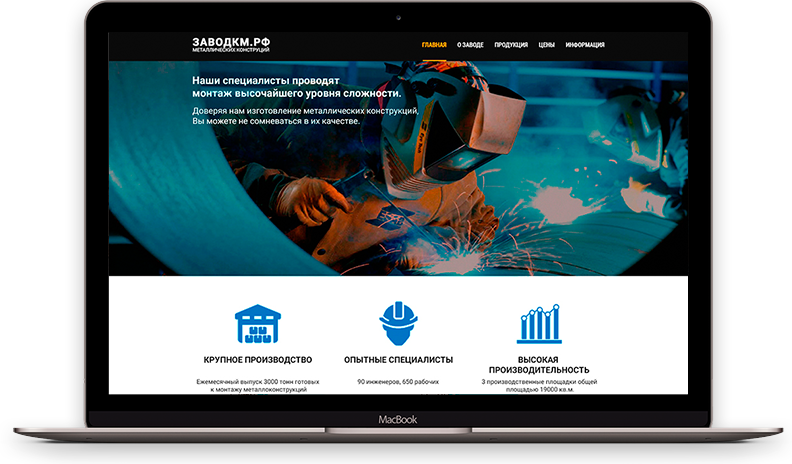 ЗАВОДКМ.РФ
МЕТАЛЛИЧЕСКИХ КОНСТРУКЦИЙ
ГЛАВНАЯ О ЗАВОДЕ ПРОДУКЦИЯ ЦЕНЫ ИНФОРМАЦИЯ
Наши специалисты проводят
монтаж высочайшего уровня сложности.
Доверяя нам изготовление металлических конструкций,
Вы можете не сомневаться в их качестве.
КРУПНОЕ ПРОИЗВОДСТВО
Ежемесячный выпуск 3000 тонн готовых
к монтажу металлоконструкций
ОПЫТНЫЕ СПЕЦИАЛИСТЫ
90 инженеров, 650 рабочих
ВЫСОКАЯ
ПРОИЗВОДИТЕЛЬНОСТЬ
3 производственные площадки общей
площадью 19000 кв.м.
MacBook